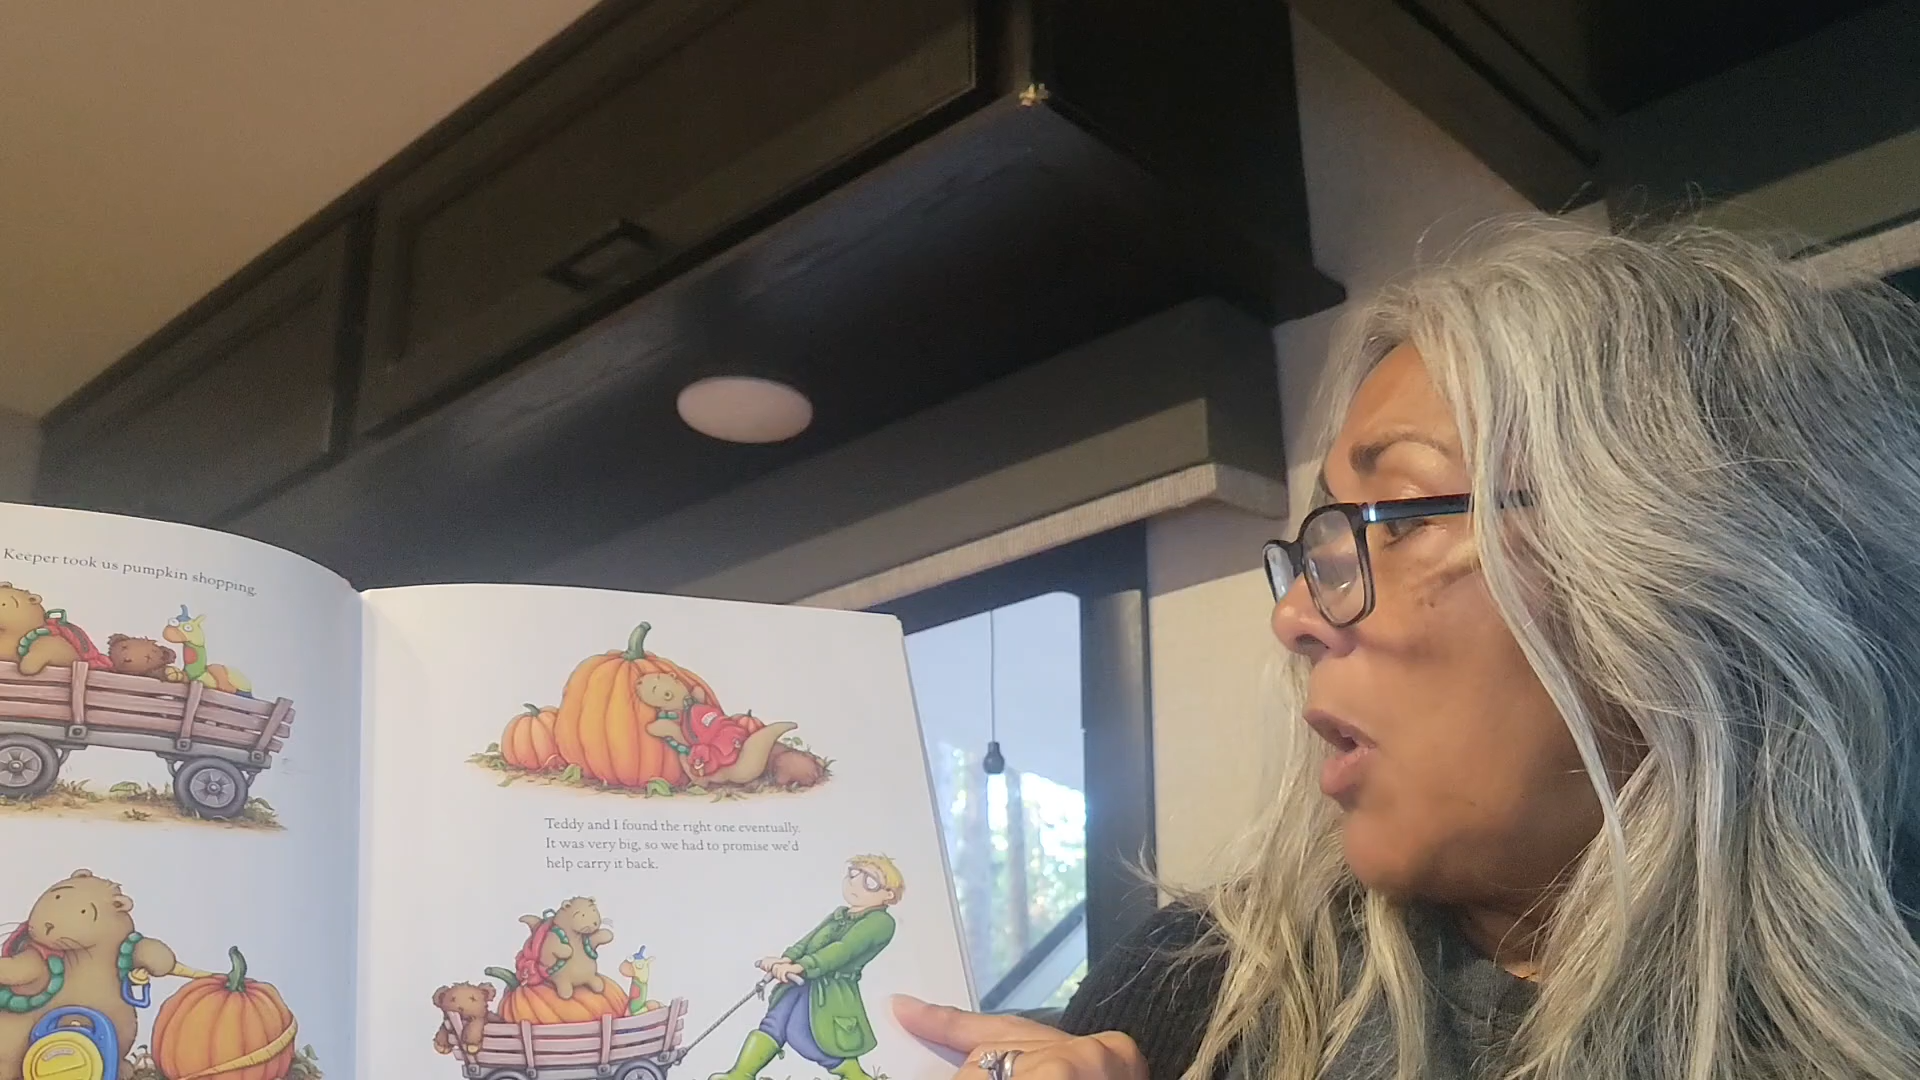 Keeper took us pumpkin shopping.
Teddy and I found the right one eventually.
It was very big, so we had to promise we'd
help carry it back.